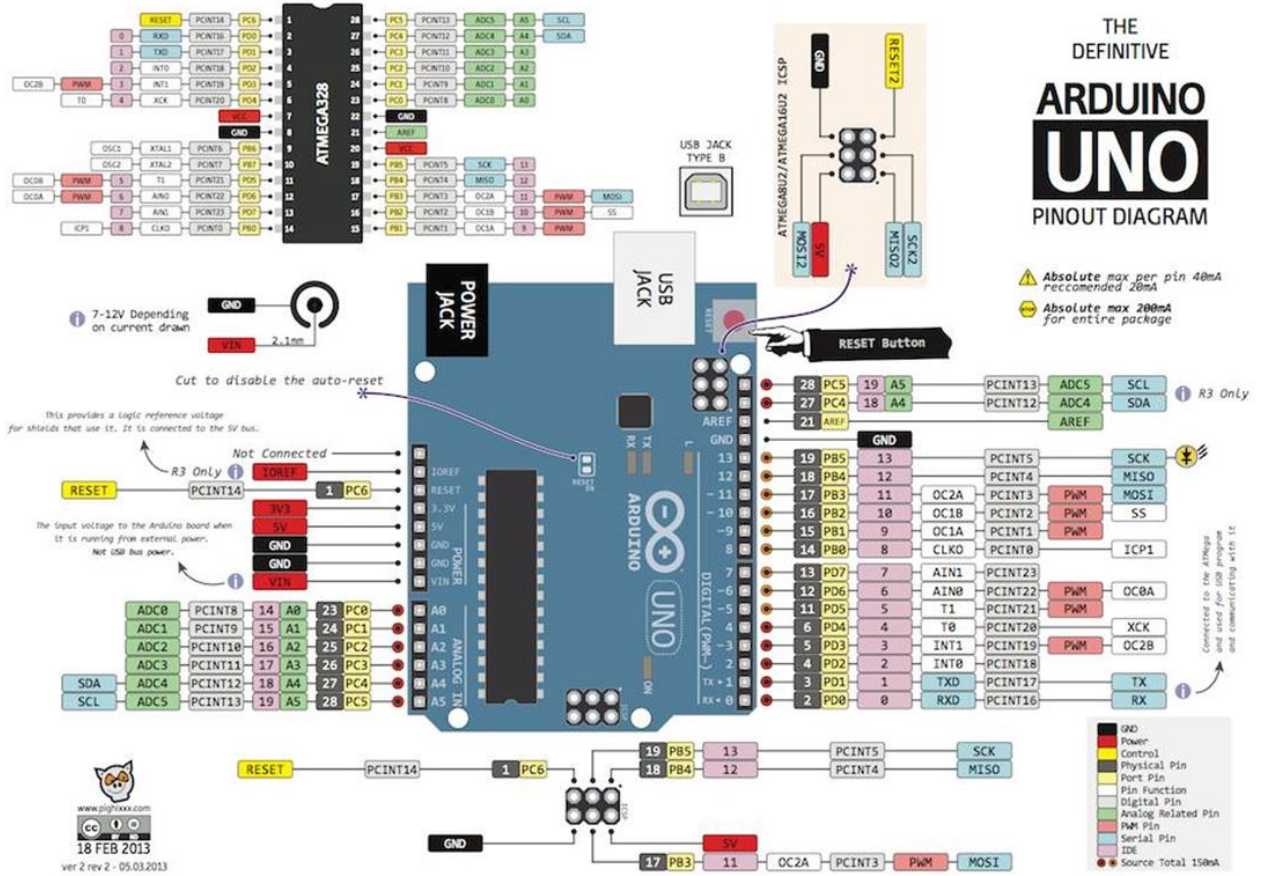 THE
DEFINITIVE
ARDUINO
UNO
PINOUT DIAGRAM
Absolute max per pin 40mA
reccomended 20mA
Absolute max 200mA
for entire package
RESET PCINT14 PC6 1
0 RXD PCINT16 PD0 2
1 TXD PCINT17 PD1 3
2 INT0 PCINT18 PD2 4
OC2B PWM 3 INT1 PCINT19 PD3 5
T0 4 XCK PCINT20 PD4 6
VCC 7
GND 8
OSC1 XTAL1 PCINT6 PB6 9
OSC2 XTAL2 PCINT7 PB7 10
OC0B PWM 5 T1 PCINT21 PD5 11
OC0A PWM 6 AIN0 PCINT22 PD6 12
7 AIN1 PCINT23 PD7 13
ICP1 8 CLKO PCINT0 PB0 14
ATMEGA328
28 PC5 PCINT13 ADC5 A5 SCL
27 PC4 PCINT12 ADC4 A4 SDA
26 PC3 PCINT11 ADC3 A3
25 PC2 PCINT10 ADC2 A2
24 PC1 PCINT9 ADC1 A1
23 PC0 PCINT8 ADC0 A0
22 GND
21 AREF
20 VCC
19 PB5 PCINT5 SCK 13
18 PB4 PCINT4 MISO 12
17 PB3 PCINT3 OC2A 11 PWM MOSI
16 PB2 PCINT2 OC1B 10 PWM SS
15 PB1 PCINT1 OC1A 9 PWM
USB JACK
TYPE B
ATMEGA8U2/ATMEGA16U2 ICSP
GND
RESET2
MOSI2
5V
MISO2
SCK2
7-12V Depending
on current drawn
GND
VIN
2.1mm
POWER
JACK
USB
JACK
RESET
RESET Button
Cut to disable the auto-reset
This provides a logic reference voltage
for shields that use it. It is connected to the 5V bus.
Not Connected
R3 Only
IOREF
RESET PCINT14 1 PC6
3V3
5V
GND
GND
VIN
The input voltage to the Arduino board when
it is running from external power.
Not USB bus power.
ADC0 PCINT8 14 A0 23 PC0
ADC1 PCINT9 15 A1 24 PC1
ADC2 PCINT10 16 A2 25 PC2
ADC3 PCINT11 17 A3 26 PC3
SDA ADC4 PCINT12 18 A4 27 PC4
SCL ADC5 PCINT13 19 A5 28 PC5
IOREF
RESET
3.3V
5V
GND
GND
VIN
POWER
A0
A1
A2
A3
A4
A5
ANALOG IN
RESET
EN
RX
TX
L
ARDUINO
UNO
ON
ICSP
AREF
GND
13
12
~11
~10
~9
8
7
~6
~5
4
~3
2
TX 1
RX 0
DIGITAL(PWM~)
28 PC5 19 A5 PCINT13 ADC5 SCL
27 PC4 18 A4 PCINT12 ADC4 SDA
R3 Only
21 AREF AREF
GND
19 PB5 13 PCINT5 SCK
18 PB4 12 PCINT4 MISO
17 PB3 11 OC2A PCINT3 PWM MOSI
16 PB2 10 OC1B PCINT2 PWM SS
15 PB1 9 OC1A PCINT1 PWM
14 PB0 8 CLKO PCINT0 ICP1
13 PD7 7 AIN1 PCINT23
12 PD6 6 AIN0 PCINT22 PWM OC0A
11 PD5 5 T1 PCINT21 PWM
6 PD4 4 T0 PCINT20 XCK
5 PD3 3 INT1 PCINT19 PWM OC2B
4 PD2 2 INT0 PCINT18
3 PD1 1 TXD PCINT17 TX
2 PD0 0 RXD PCINT16 RX
Connected to the ATMega
and used for USB program
and communicating with it
RESET PCINT14 1 PC6
19 PB5 13 PCINT5 SCK
18 PB4 12 PCINT4 MISO
ICSP
GND
5V
17 PB3 11 OC2A PCINT3 PWM MOSI
GND
Power
Control
Physical Pin
Port Pin
Pin Function
Digital Pin
Analog Related Pin
PWM Pin
Serial Pin
IDE
Source Total 150mA
www.pighixxx.com
cc
BY ND
18 FEB 2013
ver 2 rev 2 - 05.03.2013